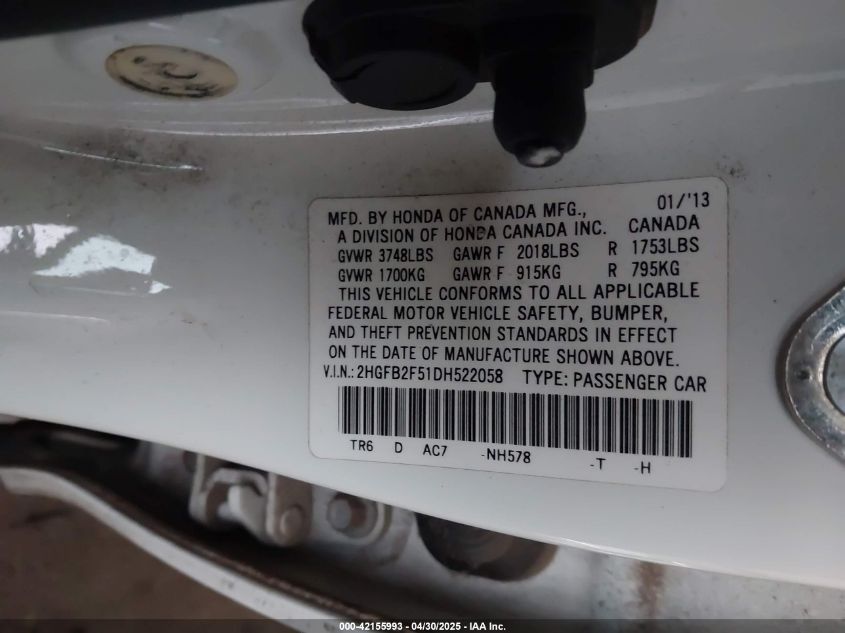 01/'13
MFD. BY HONDA OF CANADA MFG.,
A DIVISION OF HONDA CANADA INC. CANADA
GVWR 3748LBS GAWR F 2018LBS R 1753LBS
GVWR 1700KG GAWR F 915KG R 795KG
THIS VEHICLE CONFORMS TO ALL APPLICABLE
FEDERAL MOTOR VEHICLE SAFETY, BUMPER,
AND THEFT PREVENTION STANDARDS IN EFFECT
ON THE DATE OF MANUFACTURE SHOWN ABOVE.
V.I.N.: 2HGFB2F51DH522058 TYPE: PASSENGER CAR
TR6 D AC7 -NH578 -T -H
000-42155993 - 04/30/2025 - IAA Inc.